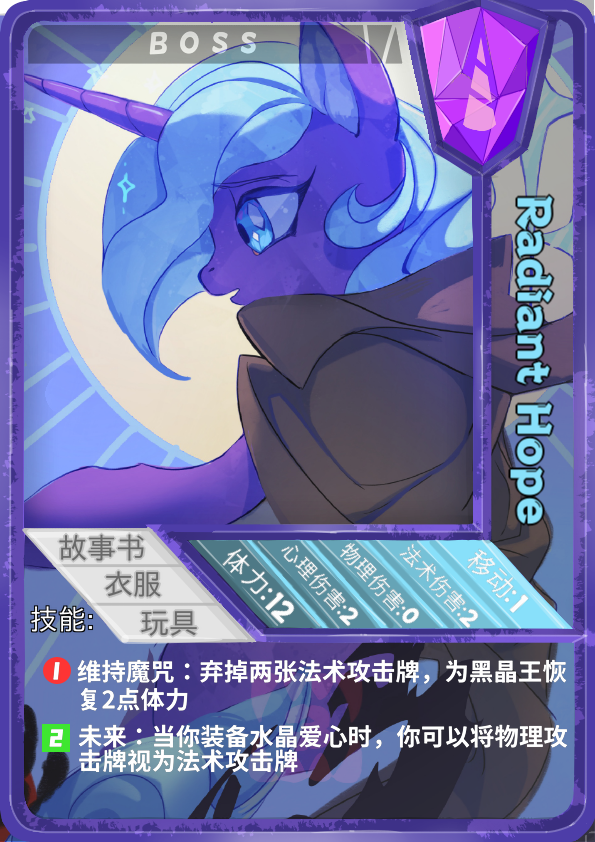 BOSS
Radiant Hope
故事书
衣服
玩具
体力:12
心理伤害:2
物理伤害:0
法术伤害:2
移动:1
技能:
1 维持魔咒：弃掉两张法术攻击牌，为黑晶王恢
复2点体力
2 未来：当你装备水晶爱心时，你可以将物理攻
击牌视为法术攻击牌